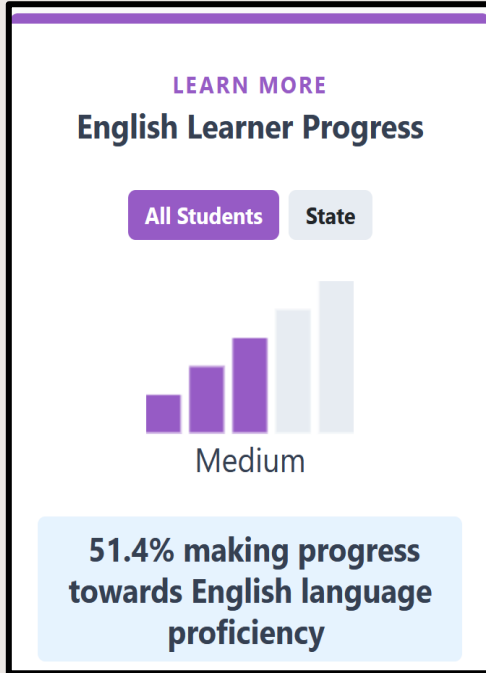 LEARN MORE
English Learner Progress
All Students State
Medium
51.4% making progress
towards English language
proficiency